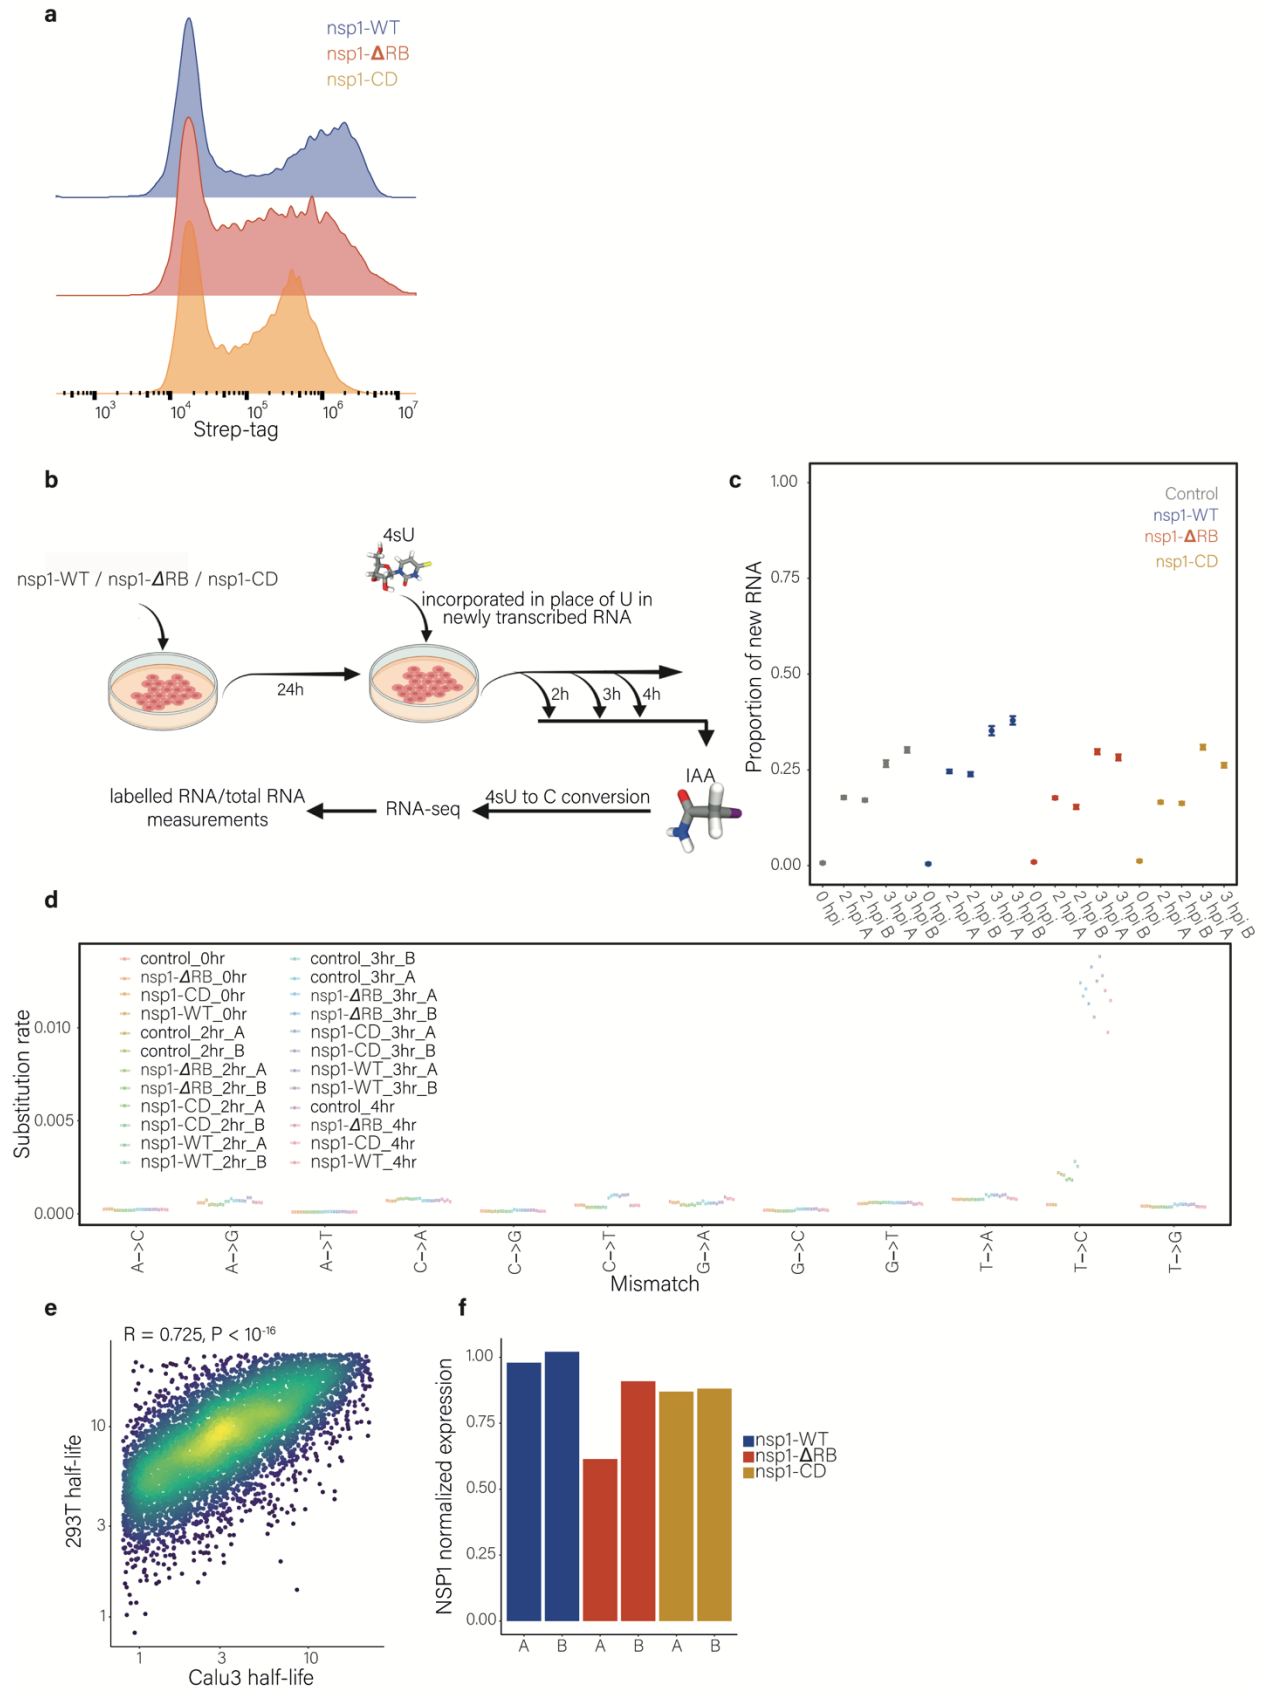 a
nsp1-WT
nsp1-ΔRB
nsp1-CD
10³ 10⁴ 10⁵ 10⁶ 10⁷
Strep-tag
b
nsp1-WT / nsp1-ΔRB / nsp1-CD
4sU
incorporated in place of U in
newly transcribed RNA
24h
2h 3h 4h
IAA
4sU to C conversion
RNA-seq
labelled RNA/total RNA
measurements
c
Control
nsp1-WT
nsp1-ΔRB
nsp1-CD
Proportion of new RNA
1.00
0.75
0.50
0.25
0.00
0 hpi
2 hpi A
2 hpi B
3 hpi A
3 hpi B
0 hpi
2 hpi A
2 hpi B
3 hpi A
3 hpi B
0 hpi
2 hpi A
2 hpi B
3 hpi A
3 hpi B
0 hpi
2 hpi A
2 hpi B
3 hpi A
3 hpi B
d
control_0hr
nsp1-ΔRB_0hr
nsp1-CD_0hr
nsp1-WT_0hr
control_2hr_A
control_2hr_B
nsp1-ΔRB_2hr_A
nsp1-ΔRB_2hr_B
nsp1-CD_2hr_A
nsp1-CD_2hr_B
nsp1-WT_2hr_A
nsp1-WT_2hr_B
control_3hr_B
control_3hr_A
nsp1-ΔRB_3hr_A
nsp1-ΔRB_3hr_B
nsp1-CD_3hr_A
nsp1-CD_3hr_B
nsp1-WT_3hr_A
nsp1-WT_3hr_B
control_4hr
nsp1-ΔRB_4hr
nsp1-CD_4hr
nsp1-WT_4hr
Substitution rate
0.010
0.005
0.000
A->C
A->G
A->T
C->A
C->G
C->T
G->A
G->C
G->T
T->A
T->C
T->G
Mismatch
e
R = 0.725, P < 10⁻¹⁶
293T half-life
10
3
1
1 3 10
Calu3 half-life
f
NSP1 normalized expression
1.00
0.75
0.50
0.25
0.00
A B A B A B
nsp1-WT
nsp1-ΔRB
nsp1-CD